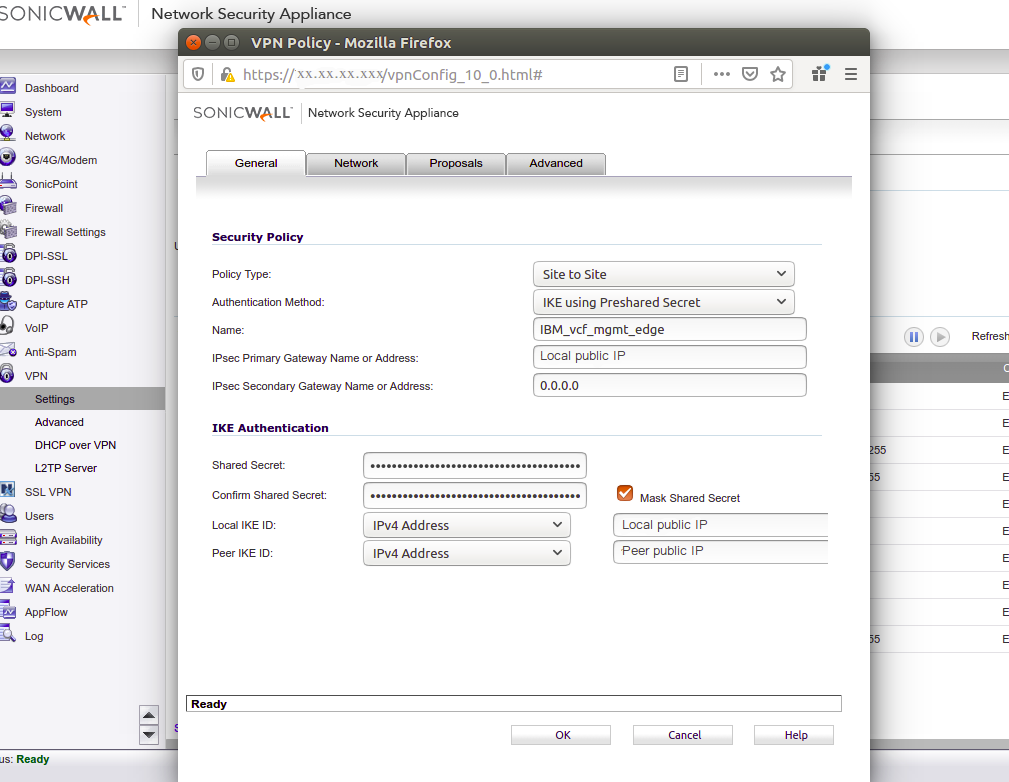 SONICWALL Network Security Appliance
VPN Policy - Mozilla Firefox
https://xx.xx.xx.xxx/vpnConfig_10_0.html#
SONICWALL Network Security Appliance
General Network Proposals Advanced
Security Policy
Policy Type: Site to Site
Authentication Method: IKE using Preshared Secret
Name: IBM_vcf_mgmt_edge
IPsec Primary Gateway Name or Address: Local public IP
IPsec Secondary Gateway Name or Address: 0.0.0.0
IKE Authentication
Shared Secret:
Confirm Shared Secret: Mask Shared Secret
Local IKE ID: IPv4 Address Local public IP
Peer IKE ID: IPv4 Address Peer public IP
Ready
OK Cancel Help
Dashboard
System
Network
3G/4G/Modem
SonicPoint
Firewall
Firewall Settings
DPI-SSL
DPI-SSH
Capture ATP
VoIP
Anti-Spam
VPN
Settings
Advanced
DHCP over VPN
L2TP Server
SSL VPN
Users
High Availability
Security Services
WAN Acceleration
AppFlow
Log
us: Ready
Refresh
255
55
55